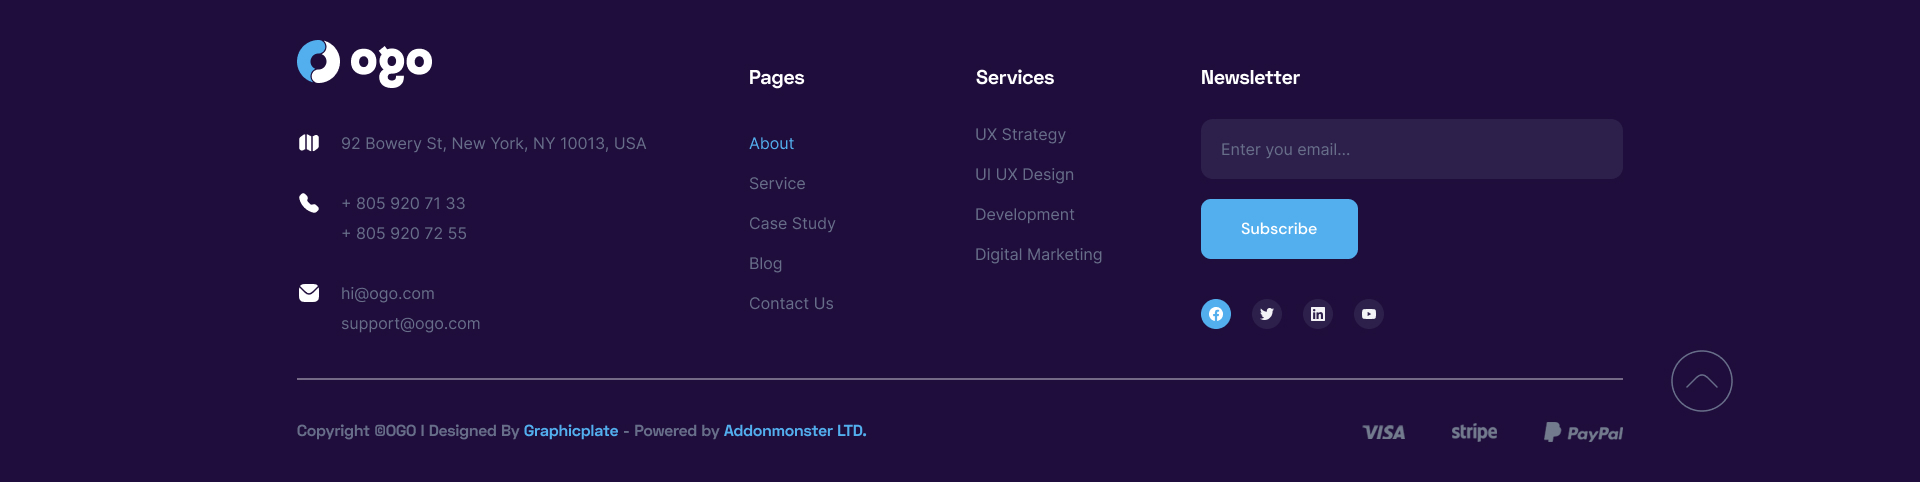 ogo
92 Bowery St, New York, NY 10013, USA
+ 805 920 71 33
+ 805 920 72 55
hi@ogo.com
support@ogo.com
Pages
About
Service
Case Study
Blog
Contact Us
Services
UX Strategy
UI UX Design
Development
Digital Marketing
Newsletter
Enter you email...
Subscribe
Copyright ©OGO I Designed By Graphicplate - Powered by Addonmonster LTD.
VISA
stripe
PayPal